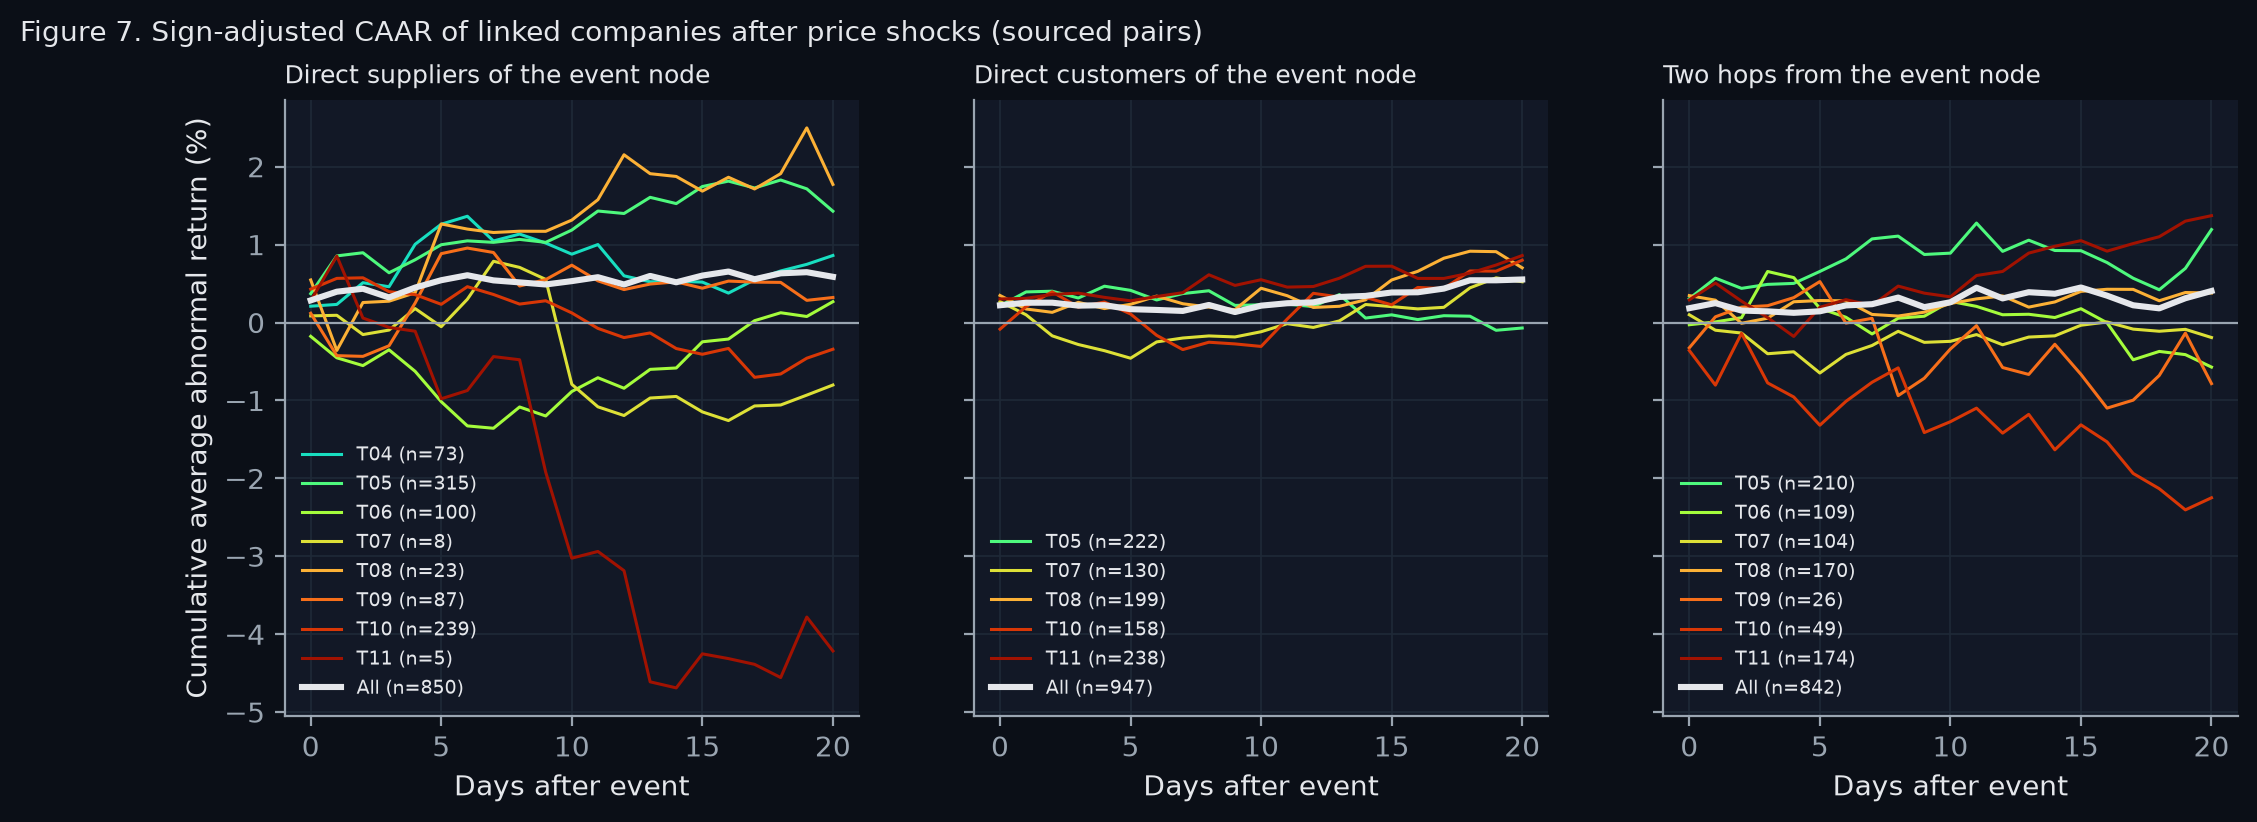 Figure 7. Sign-adjusted CAAR of linked companies after price shocks (sourced pairs)
Direct suppliers of the event node
Cumulative average abnormal return (%)
2
1
0
−1
−2
−3
−4
−5
T04 (n=73)
T05 (n=315)
T06 (n=100)
T07 (n=8)
T08 (n=23)
T09 (n=87)
T10 (n=239)
T11 (n=5)
All (n=850)
0 5 10 15 20
Days after event
Direct customers of the event node
T05 (n=222)
T07 (n=130)
T08 (n=199)
T10 (n=158)
T11 (n=238)
All (n=947)
0 5 10 15 20
Days after event
Two hops from the event node
T05 (n=210)
T06 (n=109)
T07 (n=104)
T08 (n=170)
T09 (n=26)
T10 (n=49)
T11 (n=174)
All (n=842)
0 5 10 15 20
Days after event